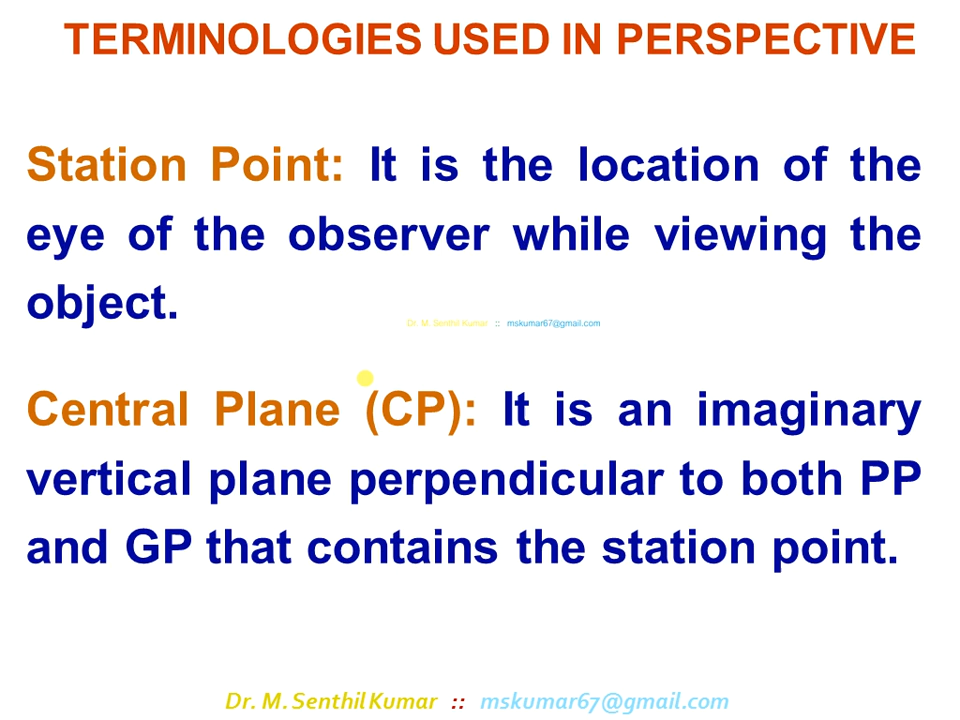 TERMINOLOGIES USED IN PERSPECTIVE
Station Point: It is the location of the
eye of the observer while viewing the
object.
Dr. M. Senthil Kumar :: mskumar67@gmail.com
Central Plane (CP): It is an imaginary
vertical plane perpendicular to both PP
and GP that contains the station point.
Dr. M. Senthil Kumar :: mskumar67@gmail.com